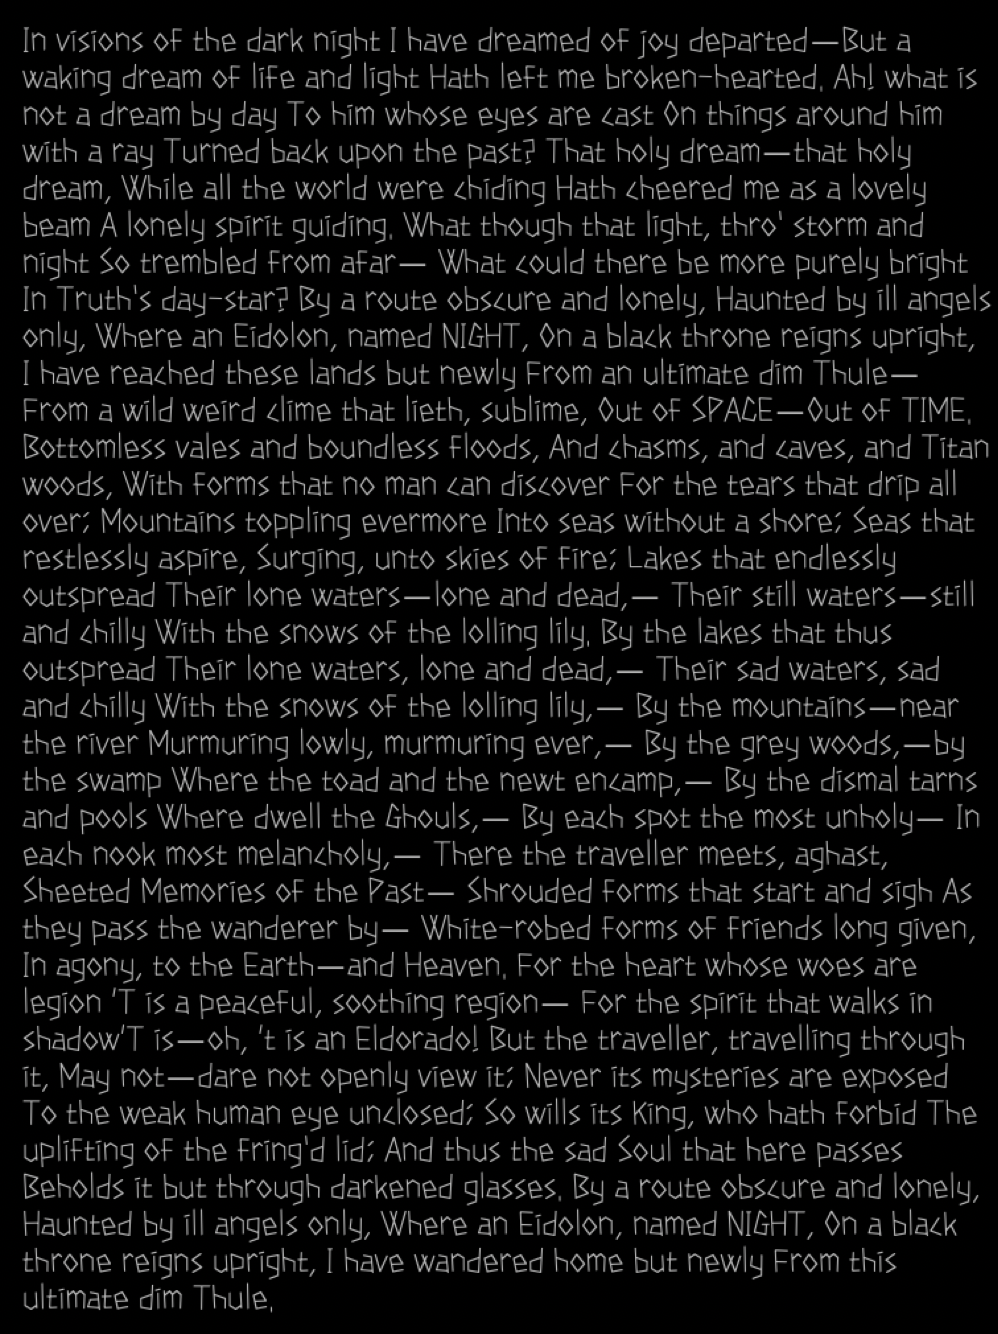 In visions of the dark night I have dreamed of joy departed—But a
waking dream of life and light Hath left me broken-hearted. Ah! what is
not a dream by day To him whose eyes are cast On things around him
with a ray Turned back upon the past? That holy dream—that holy
dream, While all the world were chiding Hath cheered me as a lovely
beam A lonely spirit guiding. What though that light, thro' storm and
night So trembled from afar— What could there be more purely bright
In Truth's day-star? By a route obscure and lonely, Haunted by ill angels
only, Where an Eidolon, named NIGHT, On a black throne reigns upright,
I have reached these lands but newly From an ultimate dim Thule—
From a wild weird clime that lieth, sublime, Out of SPACE—Out of TIME.
Bottomless vales and boundless floods, And chasms, and caves, and Titan
woods, With forms that no man can discover For the tears that drip all
over; Mountains toppling evermore Into seas without a shore; Seas that
restlessly aspire, Surging, unto skies of fire; Lakes that endlessly
outspread Their lone waters—lone and dead,— Their still waters—still
and chilly With the snows of the lolling lily. By the lakes that thus
outspread Their lone waters, lone and dead,— Their sad waters, sad
and chilly With the snows of the lolling lily,— By the mountains—near
the river Murmuring lowly, murmuring ever,— By the grey woods,—by
the swamp Where the toad and the newt encamp,— By the dismal tarns
and pools Where dwell the Ghouls,— By each spot the most unholy— In
each nook most melancholy,— There the traveller meets, aghast,
Sheeted Memories of the Past— Shrouded forms that start and sigh As
they pass the wanderer by— White-robed forms of friends long given,
In agony, to the Earth—and Heaven. For the heart whose woes are
legion 'T is a peaceful, soothing region— For the spirit that walks in
shadow'T is—oh, 't is an Eldorado! But the traveller, travelling through
it, May not—dare not openly view it; Never its mysteries are exposed
To the weak human eye unclosed; So wills its King, who hath forbid The
uplifting of the fring'd lid; And thus the sad Soul that here passes
Beholds it but through darkened glasses. By a route obscure and lonely,
Haunted by ill angels only, Where an Eidolon, named NIGHT, On a black
throne reigns upright, I have wandered home but newly From this
ultimate dim Thule.